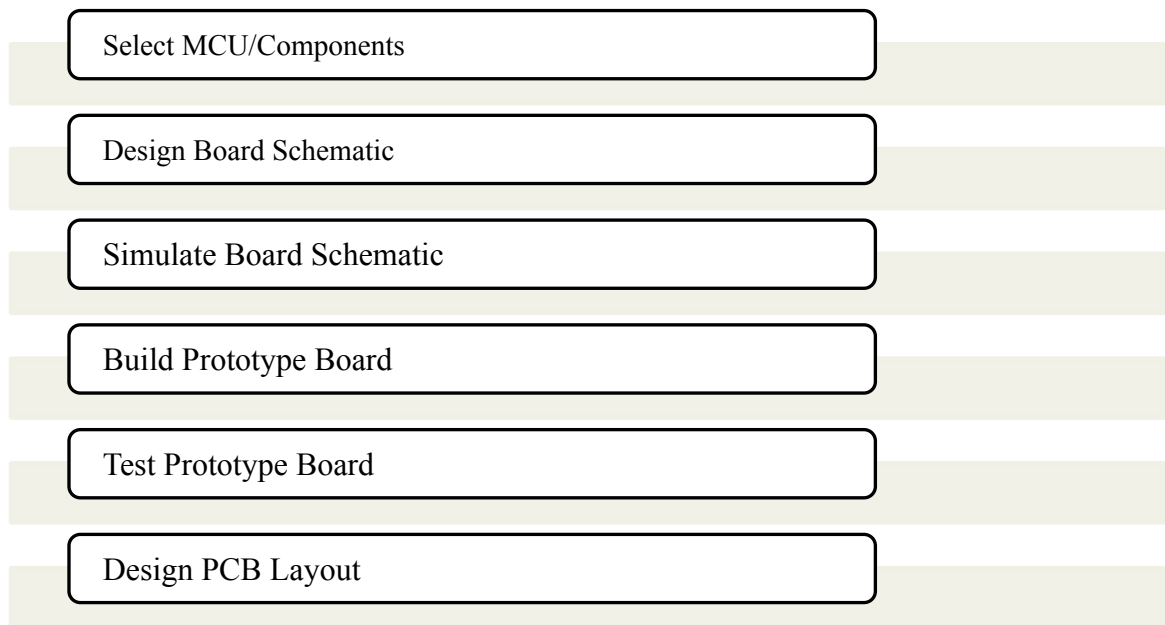 Select MCU/Components
Design Board Schematic
Simulate Board Schematic
Build Prototype Board
Test Prototype Board
Design PCB Layout